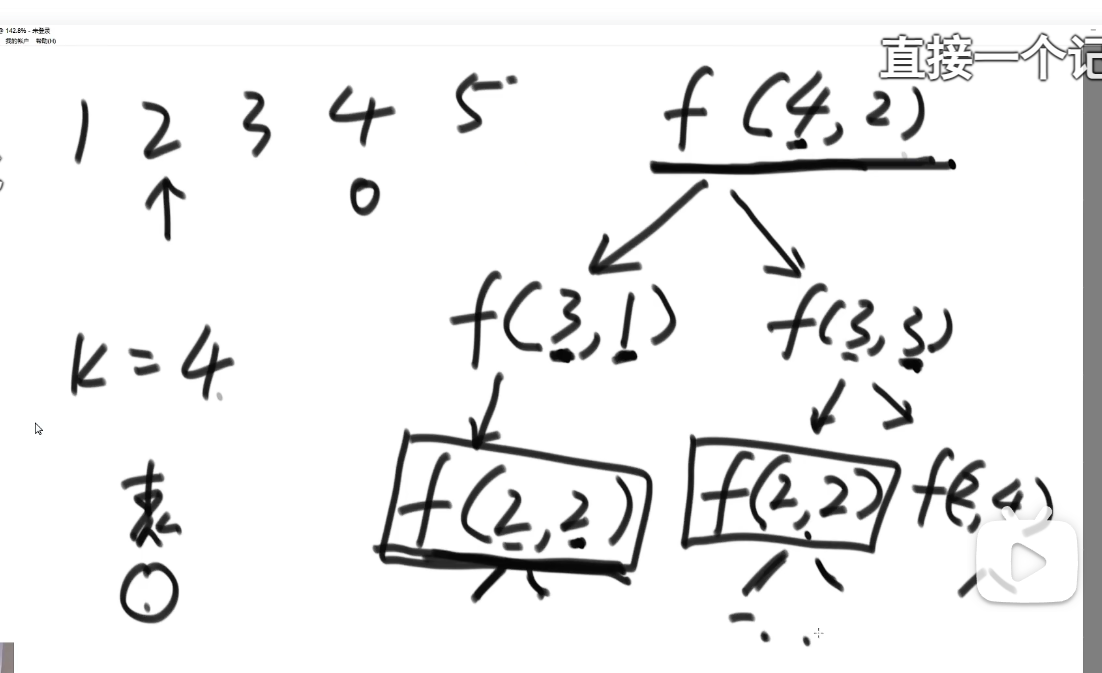 142.8% - 未登录
我的帐户 帮助(H)
直接一个记
1 2 3 4 5
f(4,2)
↑ 0
f(3,1) f(3,3)
K=4
f(2,2) f(2,2) f(2,4)
表